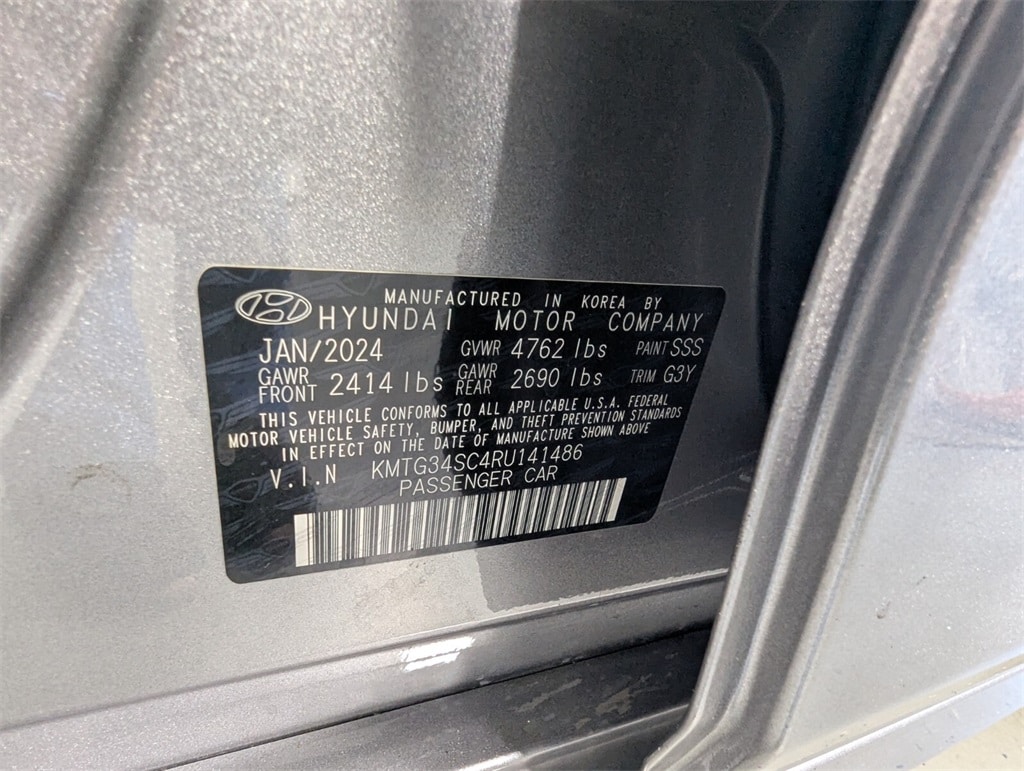 MANUFACTURED IN KOREA BY
HYUNDAI MOTOR COMPANY
JAN/2024 GVWR 4762 lbs PAINT SSS
GAWR FRONT 2414 lbs GAWR REAR 2690 lbs TRIM G3Y
THIS VEHICLE CONFORMS TO ALL APPLICABLE U.S.A. FEDERAL
MOTOR VEHICLE SAFETY, BUMPER, AND THEFT PREVENTION STANDARDS
IN EFFECT ON THE DATE OF MANUFACTURE SHOWN ABOVE
V.I.N KMTG34SC4RU141486
PASSENGER CAR